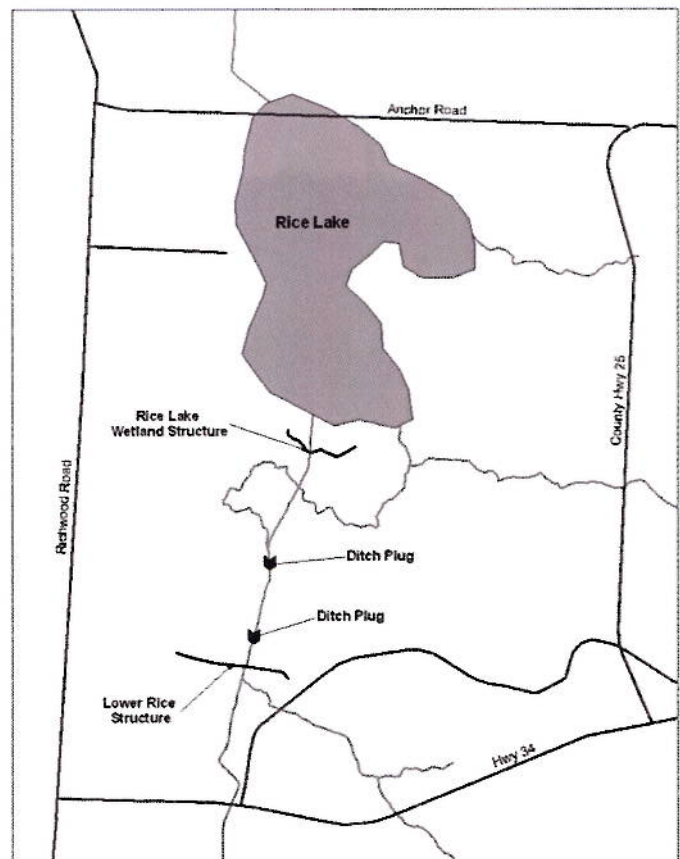 Anchor Road
Rice Lake
County Hwy 25
Rice Lake
Wetland Structure
Richwood Road
Ditch Plug
Ditch Plug
Lower Rice
Structure
Hwy 34